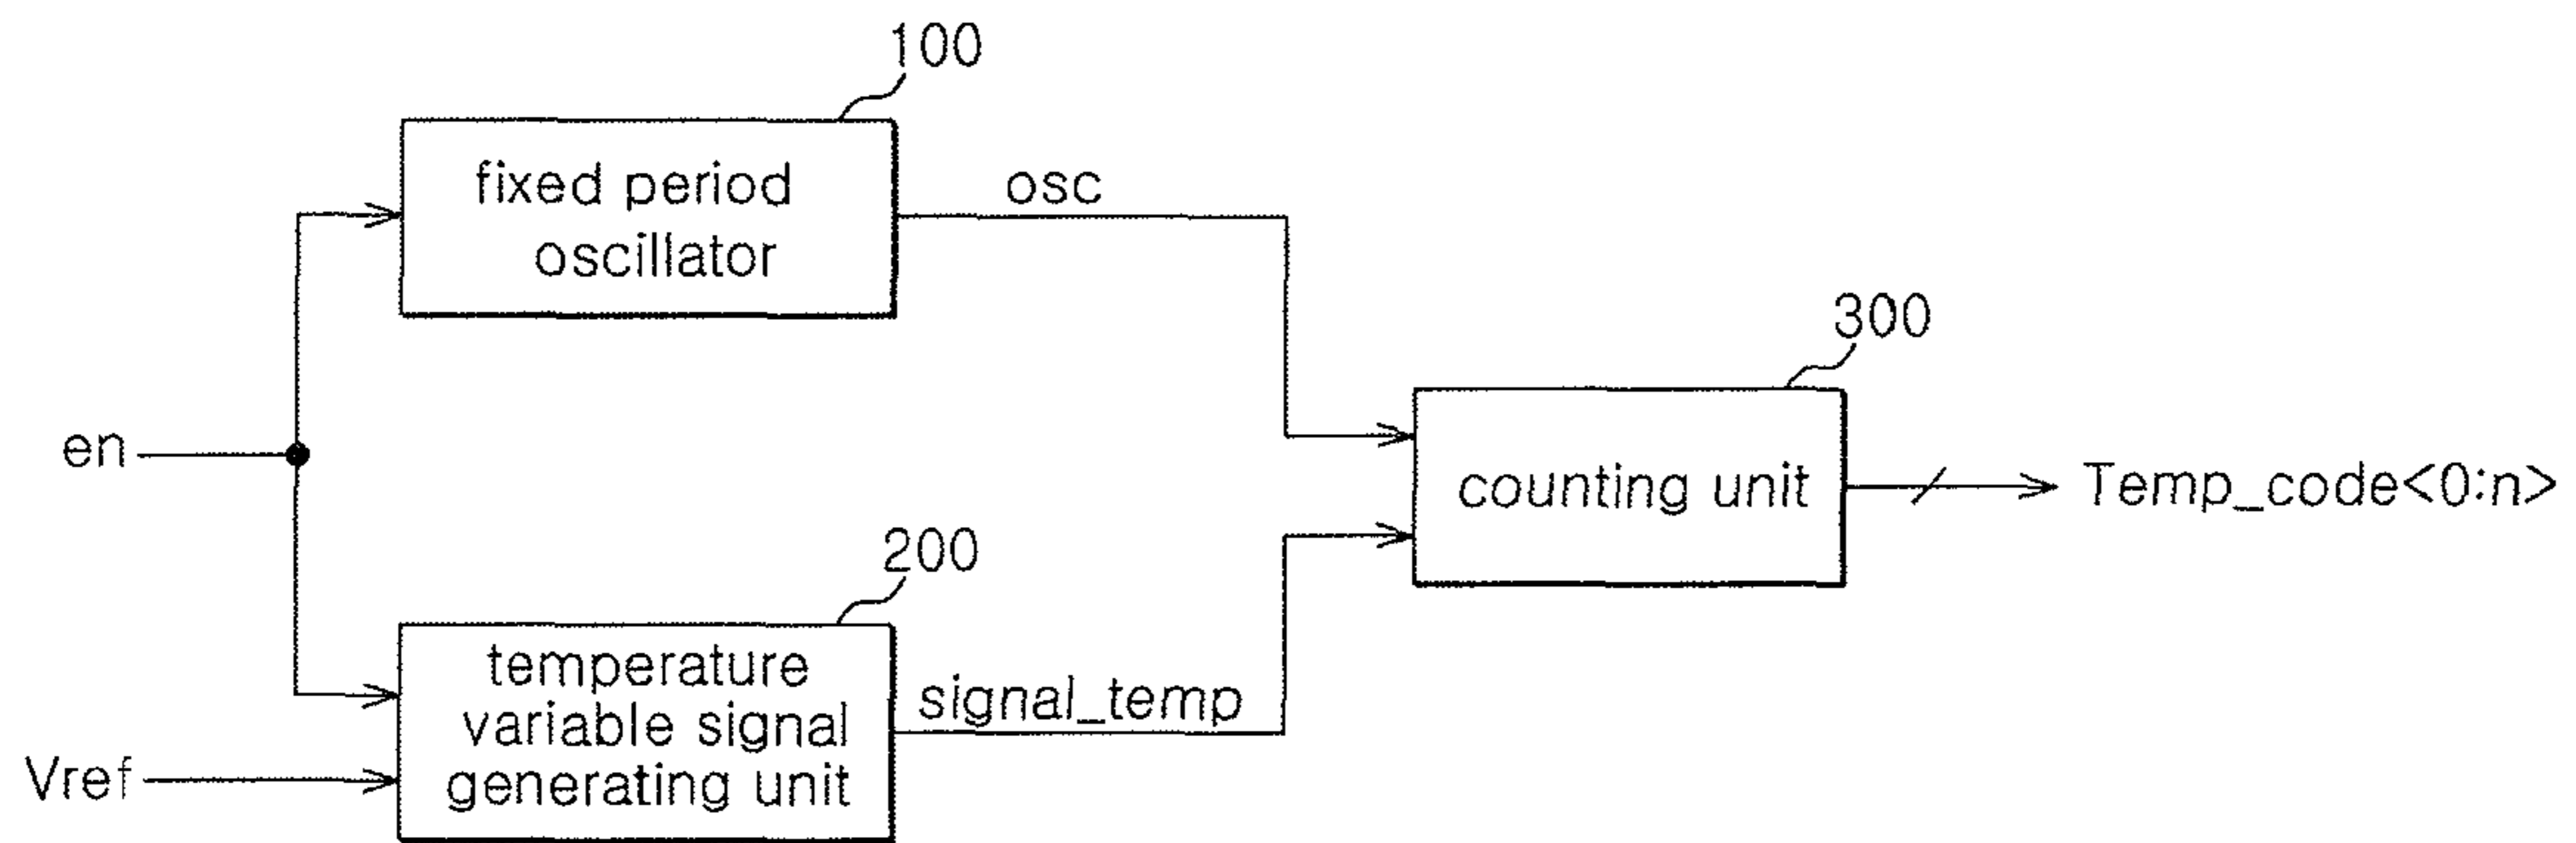 100
fixed period
oscillator
osc
300
en
counting unit
Temp_code<0:n>
200
temperature
variable signal
generating unit
signal_temp
Vref